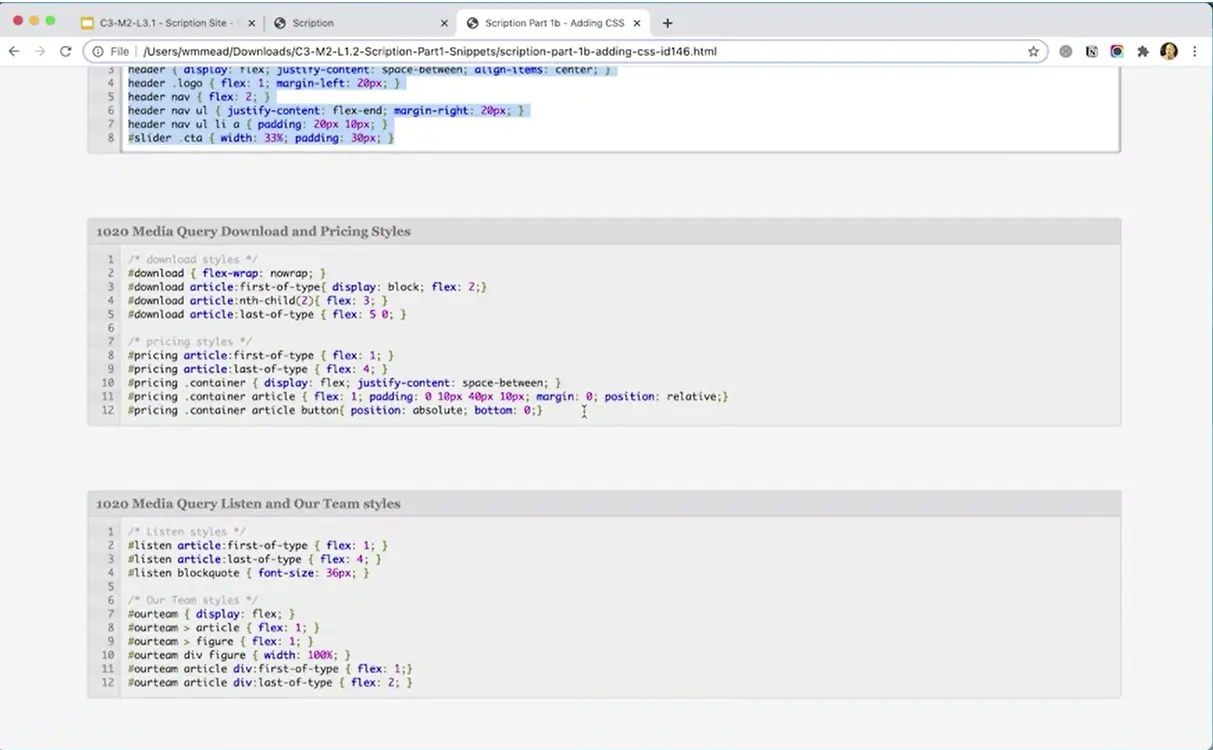 C3-M2-L3.1 - Scription Site -
Scription
Scription Part 1b - Adding CSS
File /Users/wmmead/Downloads/C3-M2-L1.2-Scription-Part1-Snippets/scription-part-1b-adding-css-id146.html
3 header { display: flex; justify-content: space-between; align-items: center; }
4 header .logo { flex: 1; margin-left: 20px; }
5 header nav { flex: 2; }
6 header nav ul { justify-content: flex-end; margin-right: 20px; }
7 header nav ul li a { padding: 20px 10px; }
8 #slider .cta { width: 33%; padding: 30px; }
1020 Media Query Download and Pricing Styles
1 /* download styles */
2 #download { flex-wrap: nowrap; }
3 #download article:first-of-type{ display: block; flex: 2;}
4 #download article:nth-child(2){ flex: 3; }
5 #download article:last-of-type { flex: 5 0; }
6
7 /* pricing styles */
8 #pricing article:first-of-type { flex: 1; }
9 #pricing article:last-of-type { flex: 4; }
10 #pricing .container { display: flex; justify-content: space-between; }
11 #pricing .container article { flex: 1; padding: 0 10px 40px 10px; margin: 0; position: relative;}
12 #pricing .container article button{ position: absolute; bottom: 0;}
1020 Media Query Listen and Our Team styles
1 /* Listen styles */
2 #listen article:first-of-type { flex: 1; }
3 #listen article:last-of-type { flex: 4; }
4 #listen blockquote { font-size: 36px; }
5
6 /* Our Team styles */
7 #ourteam { display: flex; }
8 #ourteam > article { flex: 1; }
9 #ourteam > figure { flex: 1; }
10 #ourteam div figure { width: 100%; }
11 #ourteam article div:first-of-type { flex: 1;}
12 #ourteam article div:last-of-type { flex: 2; }